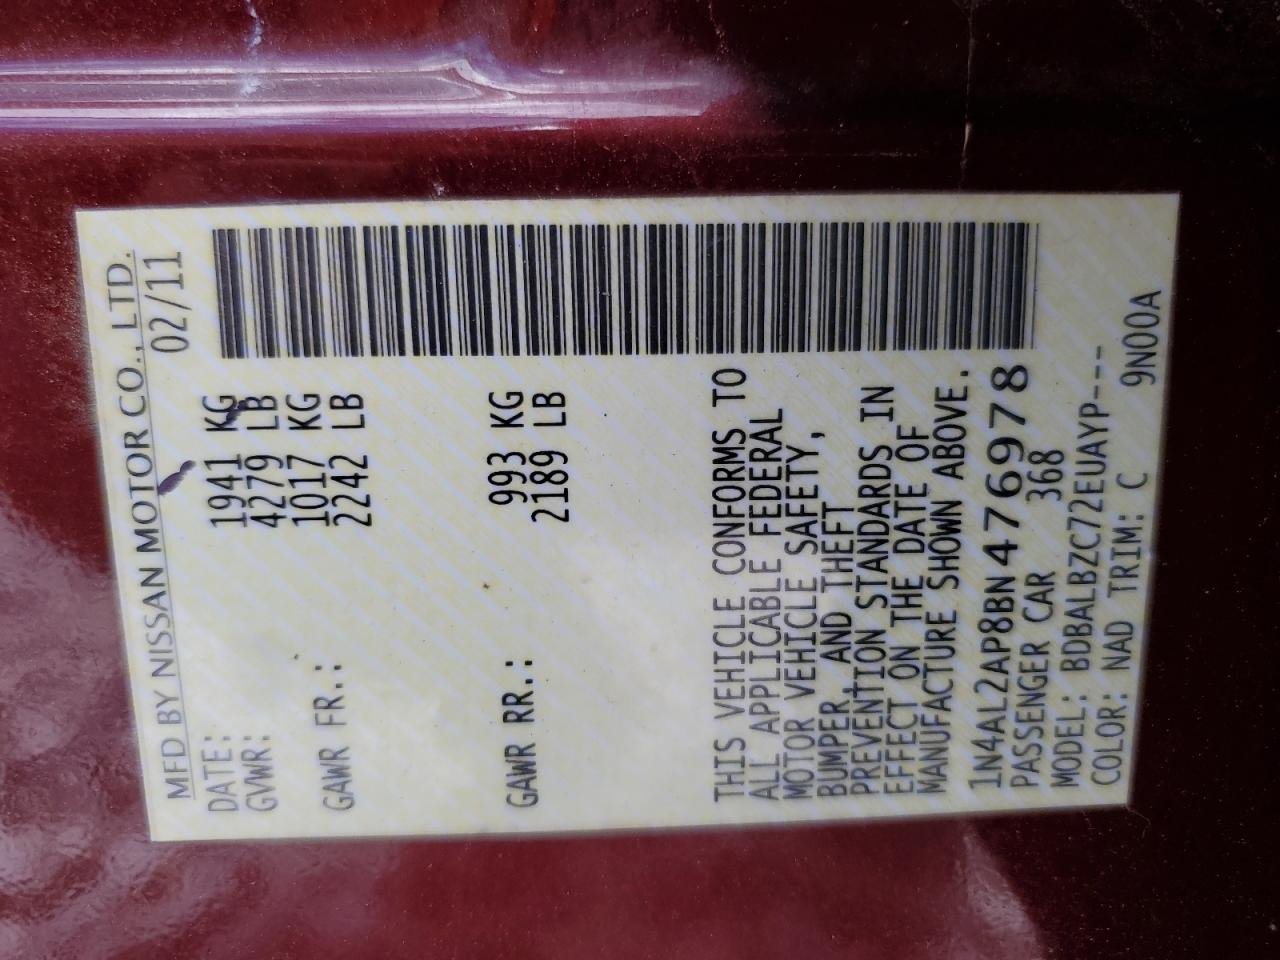 MFD BY NISSAN MOTOR CO., LTD.
DATE: 02/11
GVWR: 1941 KG
4279 LB
GAWR FR.: 1017 KG
2242 LB
GAWR RR.: 993 KG
2189 LB
THIS VEHICLE CONFORMS TO
ALL APPLICABLE FEDERAL
MOTOR VEHICLE SAFETY,
BUMPER, AND THEFT
PREVENTION STANDARDS IN
EFFECT ON THE DATE OF
MANUFACTURE SHOWN ABOVE.
1N4AL2AP8BN476978
PASSENGER CAR 368
MODEL: BDBALBZC72EUAYP---
COLOR: NAD TRIM: C 9N00A